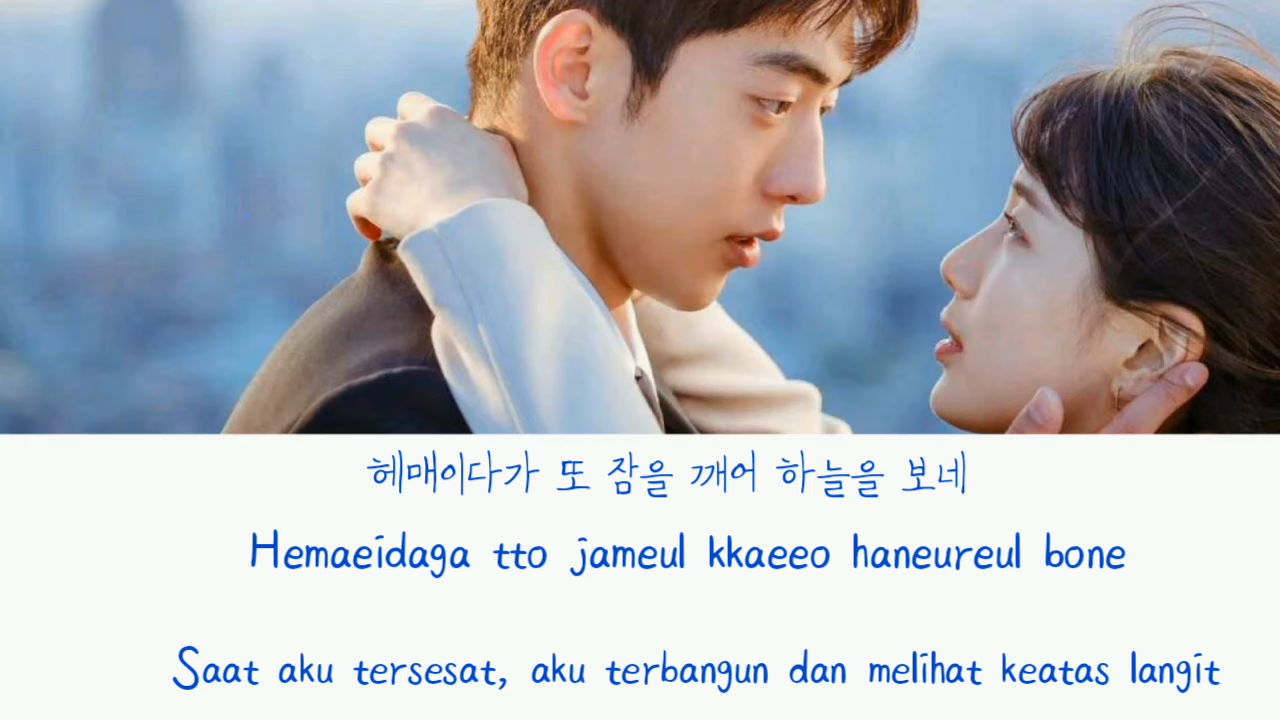 헤매이다가 또 잠을 깨어 하늘을 보네
Hemaeidaga tto jameul kkaeeo haneureul bone
Saat aku tersesat, aku terbangun dan melihat keatas langit